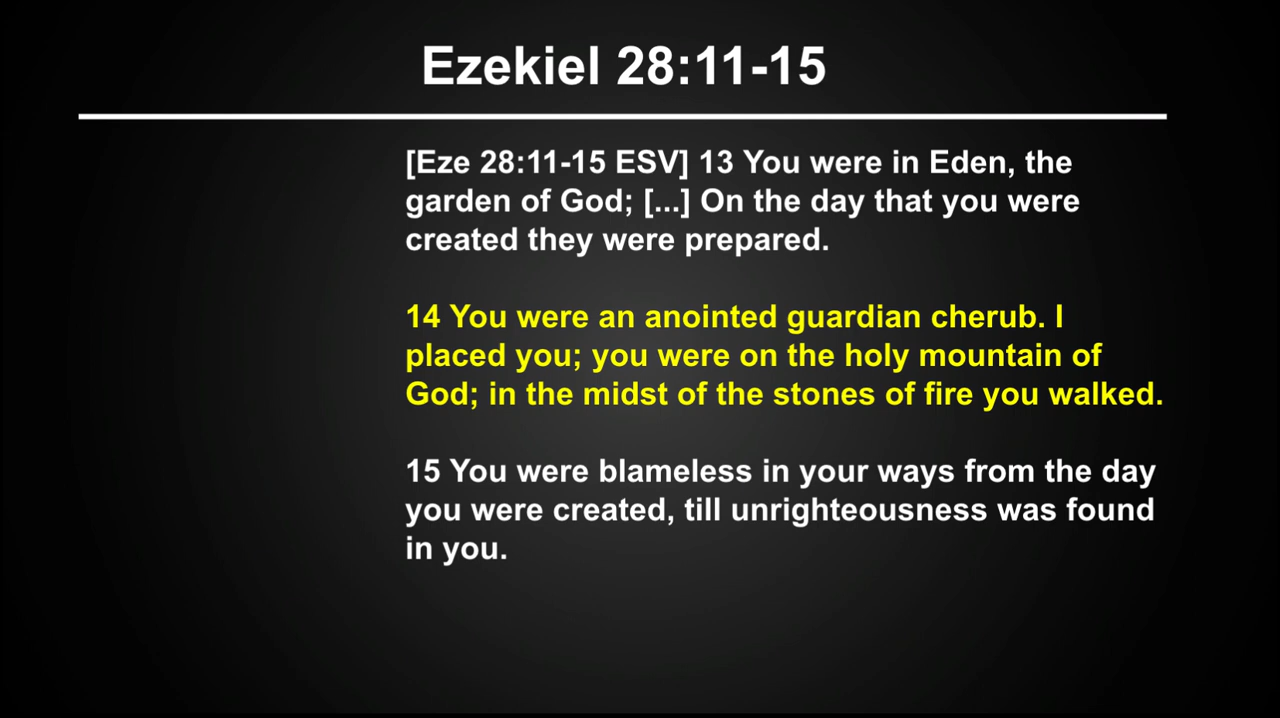 Ezekiel 28:11-15
[Eze 28:11-15 ESV] 13 You were in Eden, the
garden of God; [...] On the day that you were
created they were prepared.
14 You were an anointed guardian cherub. I
placed you; you were on the holy mountain of
God; in the midst of the stones of fire you walked.
15 You were blameless in your ways from the day
you were created, till unrighteousness was found
in you.